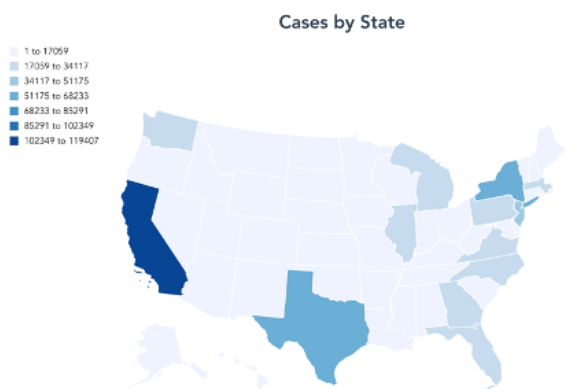 Cases by State
1 to 17059
17059 to 34117
34117 to 51175
51175 to 68233
68233 to 85291
85291 to 102349
102349 to 119407